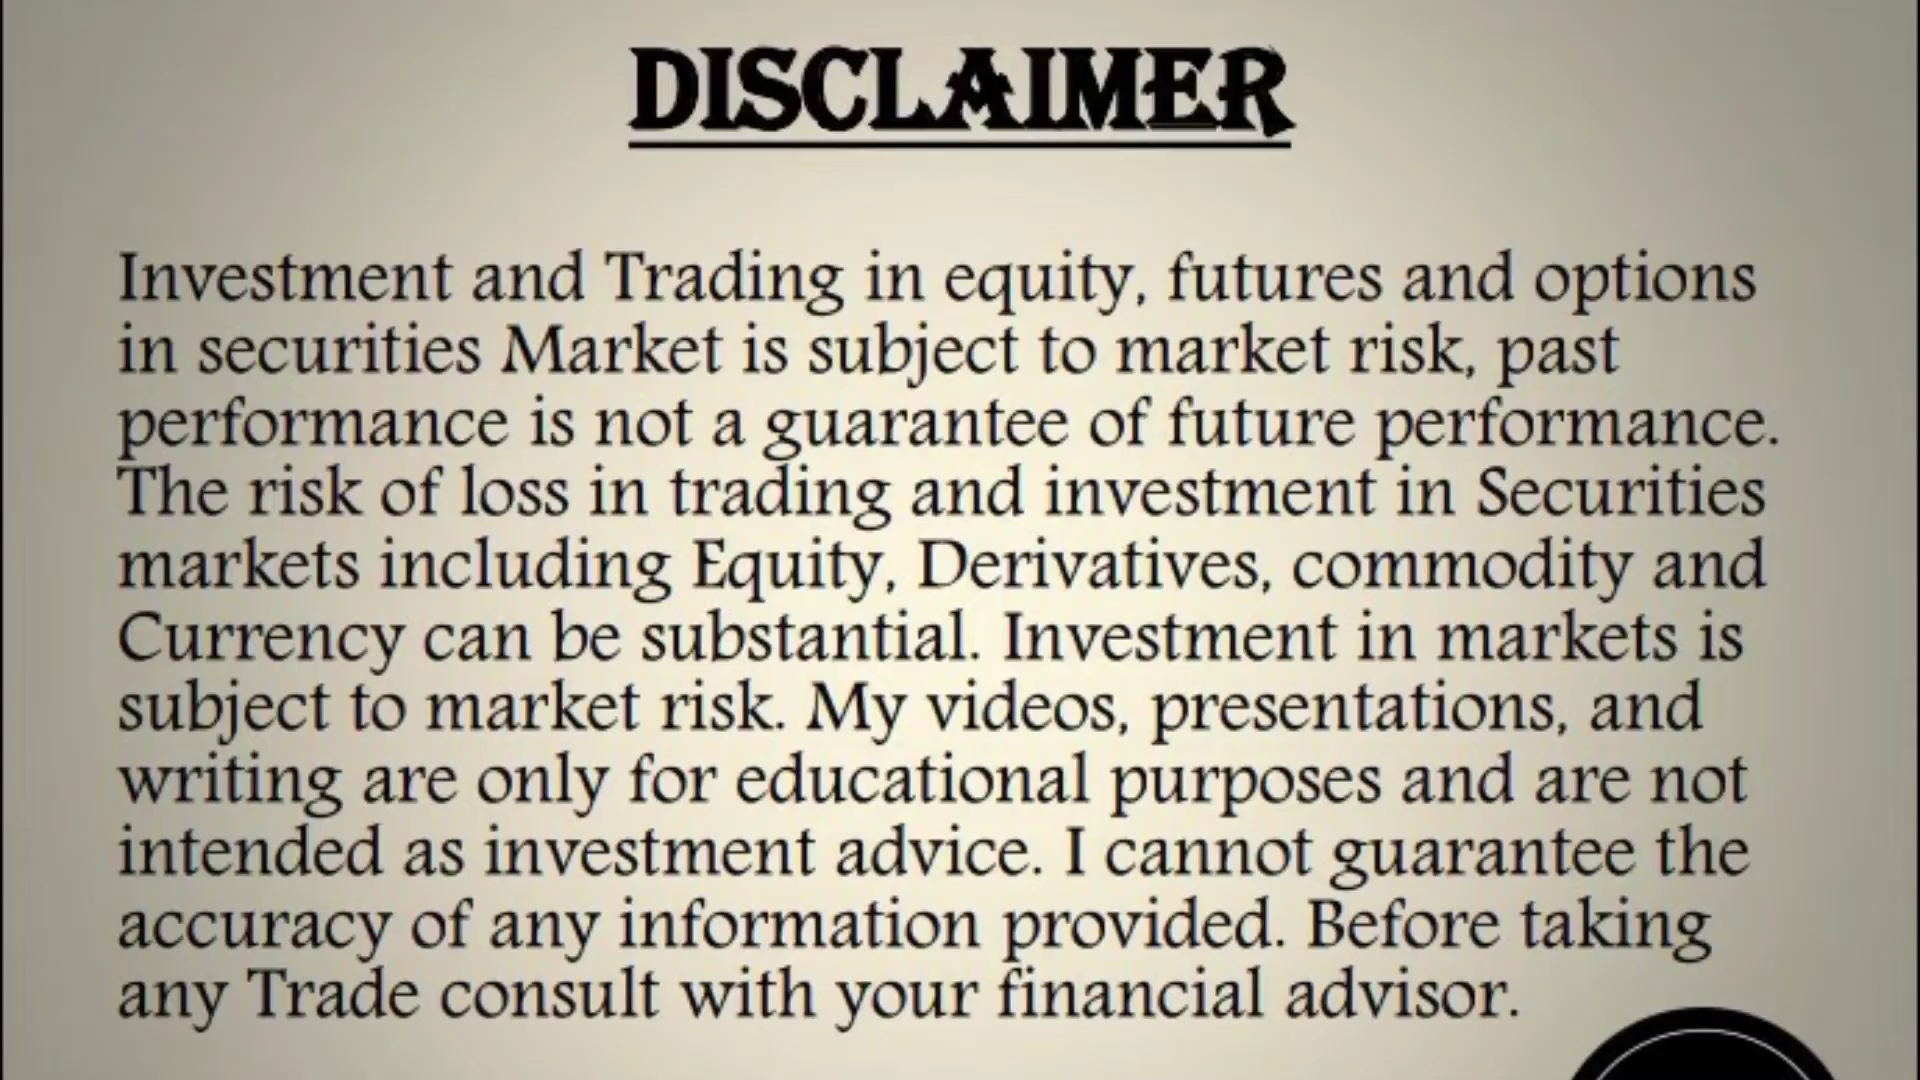 DISCLAIMER
Investment and Trading in equity, futures and options
in securities Market is subject to market risk, past
performance is not a guarantee of future performance.
The risk of loss in trading and investment in Securities
markets including Equity, Derivatives, commodity and
Currency can be substantial. Investment in markets is
subject to market risk. My videos, presentations, and
writing are only for educational purposes and are not
intended as investment advice. I cannot guarantee the
accuracy of any information provided. Before taking
any Trade consult with your financial advisor.